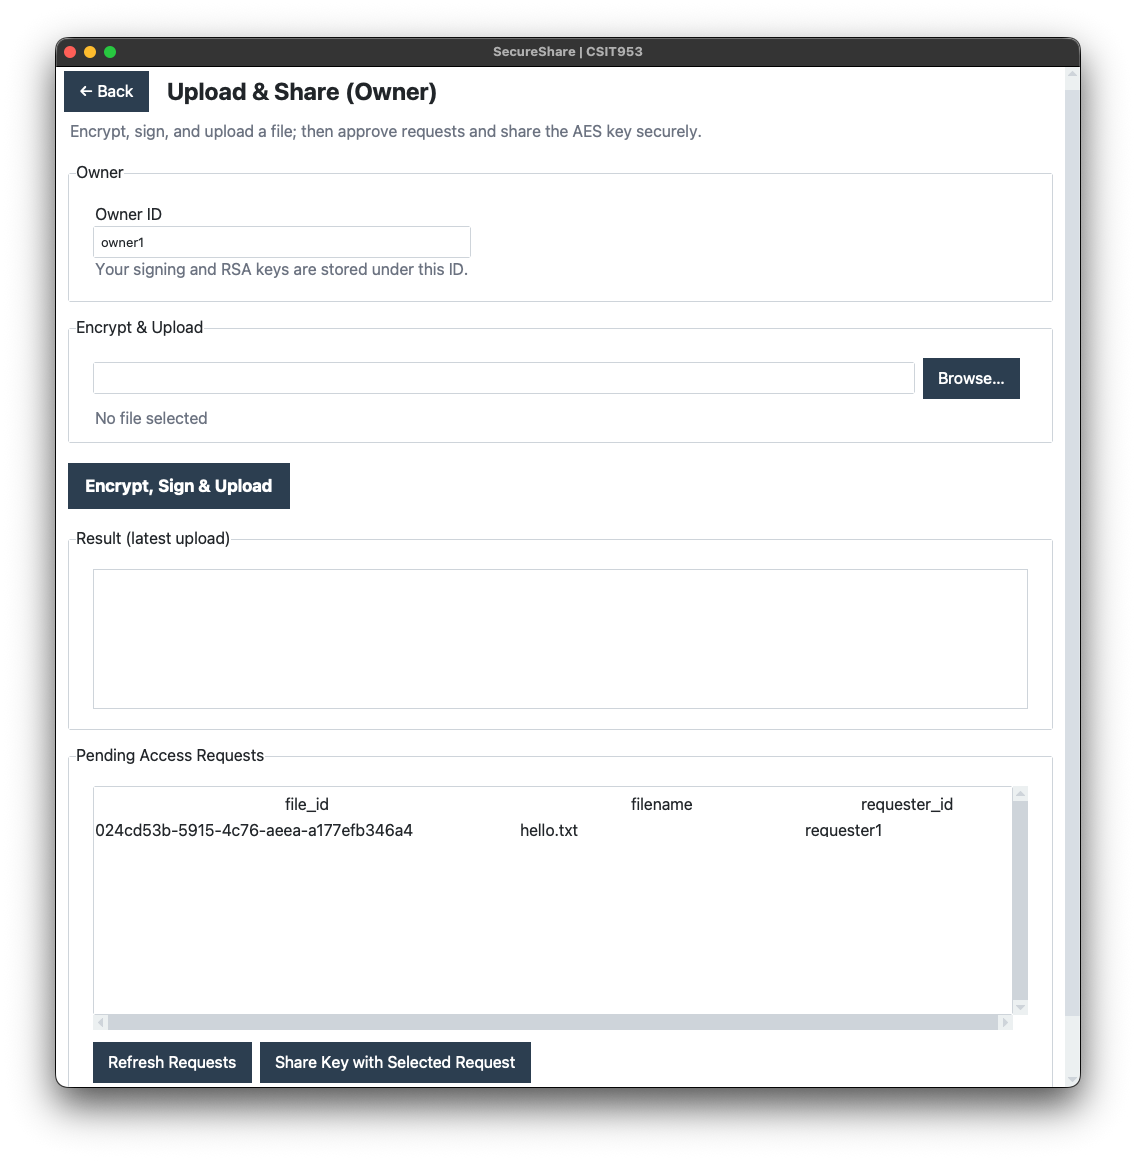 SecureShare | CSIT953
← Back
Upload & Share (Owner)
Encrypt, sign, and upload a file; then approve requests and share the AES key securely.
Owner
Owner ID
owner1
Your signing and RSA keys are stored under this ID.
Encrypt & Upload
Browse...
No file selected
Encrypt, Sign & Upload
Result (latest upload)
Pending Access Requests
file_id filename requester_id
024cd53b-5915-4c76-aeea-a177efb346a4 hello.txt requester1
Refresh Requests Share Key with Selected Request